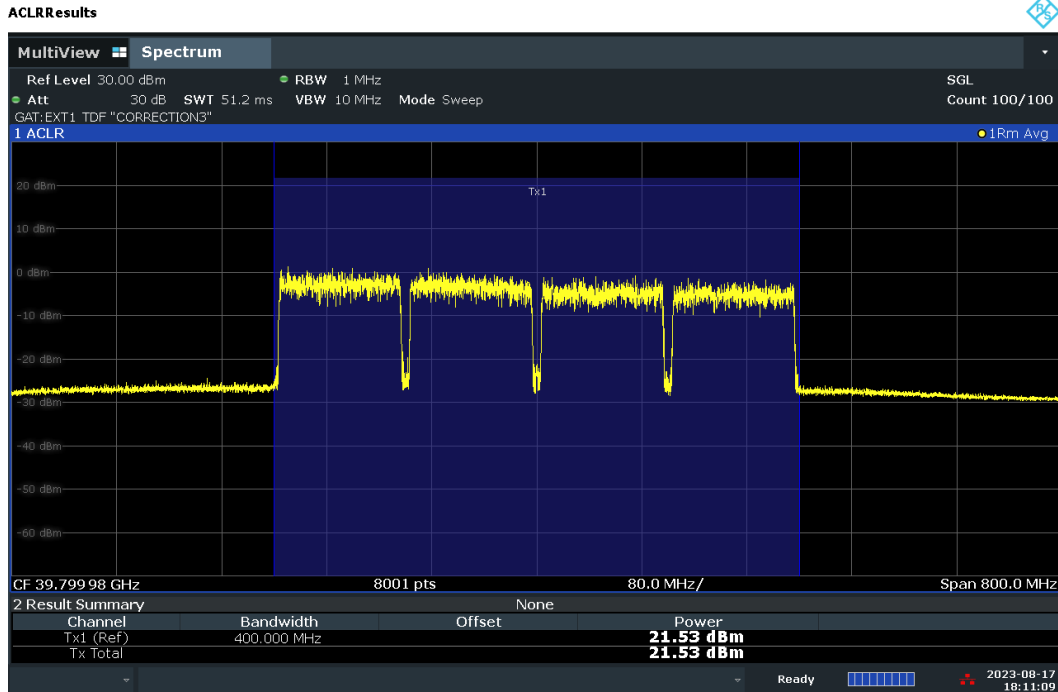 ACLRResults
R&S
MultiView Spectrum
Ref Level 30.00 dBm RBW 1 MHz SGL
Att 30 dB SWT 51.2 ms VBW 10 MHz Mode Sweep Count 100/100
GAT:EXT1 TDF "CORRECTION3"
1 ACLR 1Rm Avg
Tx1
20 dBm
10 dBm
0 dBm
-10 dBm
-20 dBm
-30 dBm
-40 dBm
-50 dBm
-60 dBm
CF 39.79998 GHz 8001 pts 80.0 MHz/ Span 800.0 MHz
2 Result Summary None
Channel Bandwidth Offset Power
Tx1 (Ref) 400.000 MHz 21.53 dBm
Tx Total 21.53 dBm
Ready 2023-08-17
18:11:09